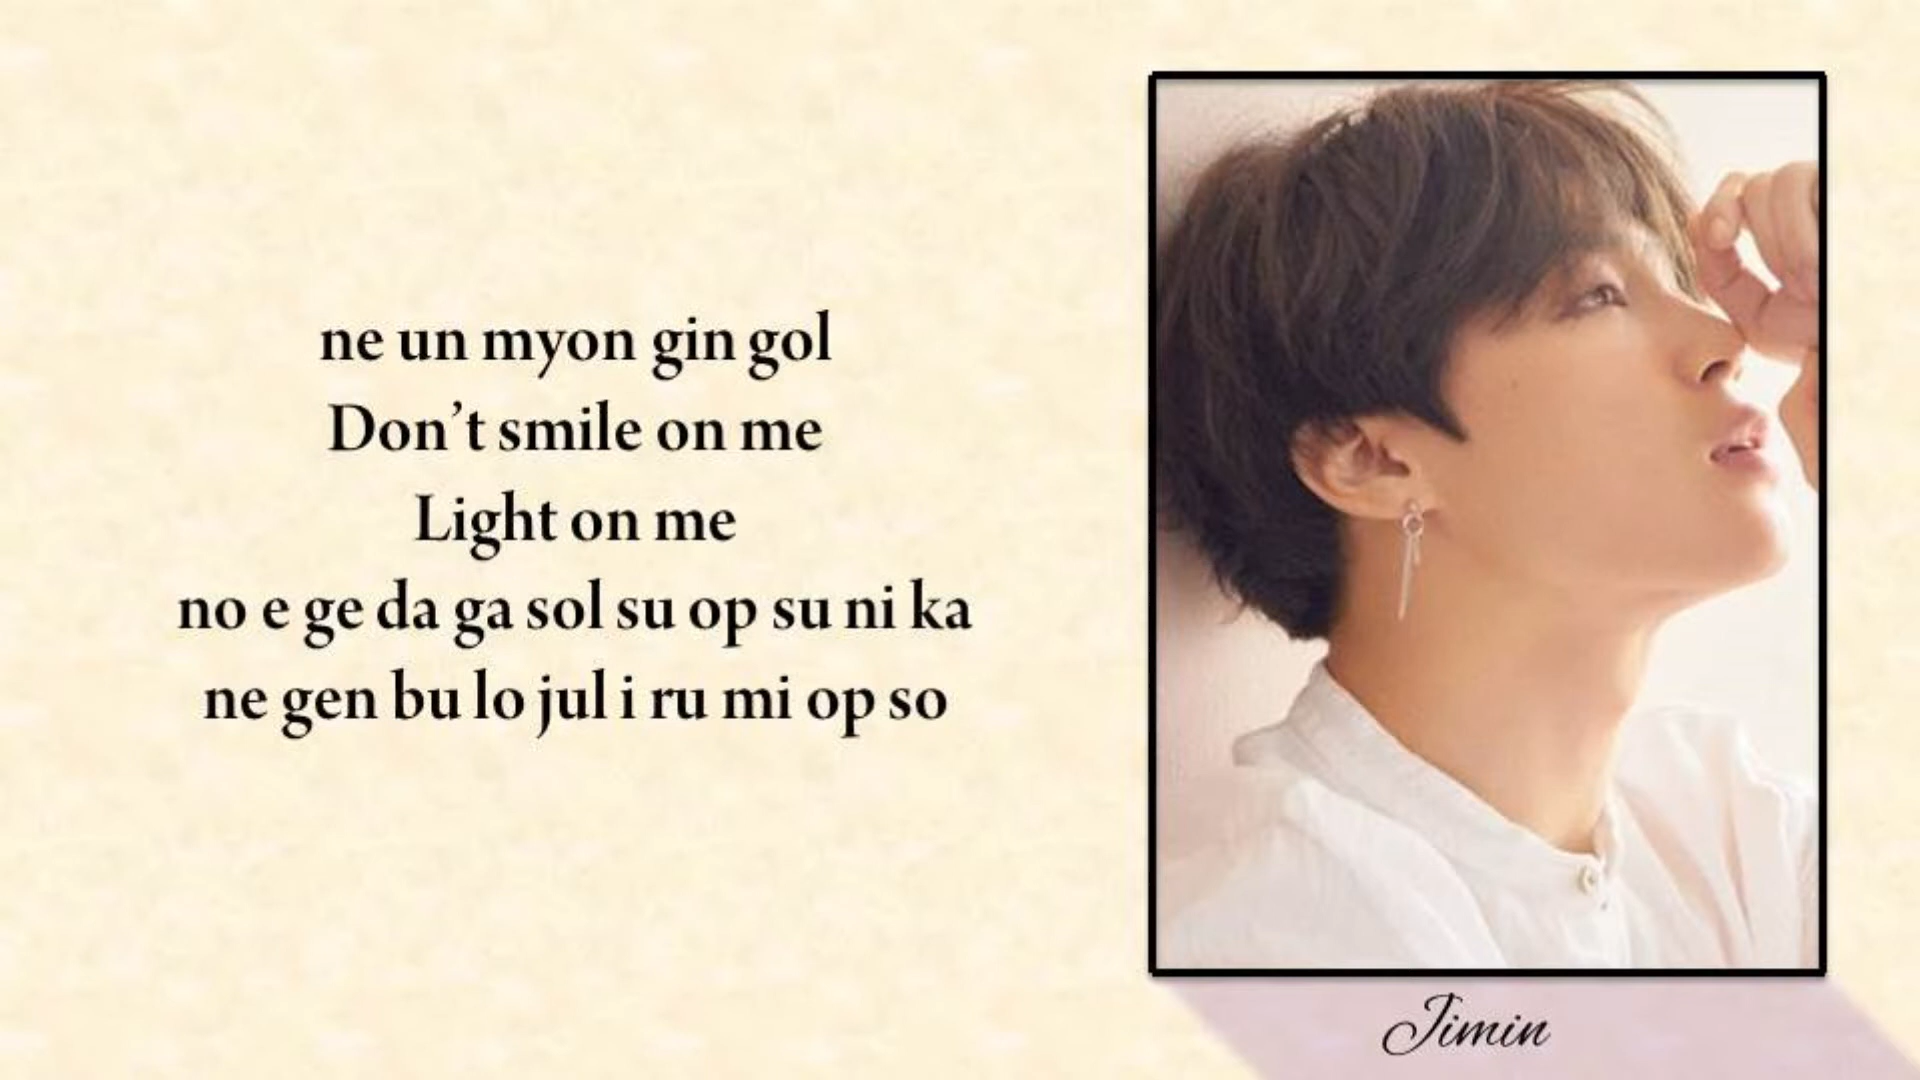 ne un myon gin gol
Don’t smile on me
Light on me
no e ge da ga sol su op su ni ka
ne gen bu lo jul i ru mi op so
Jimin